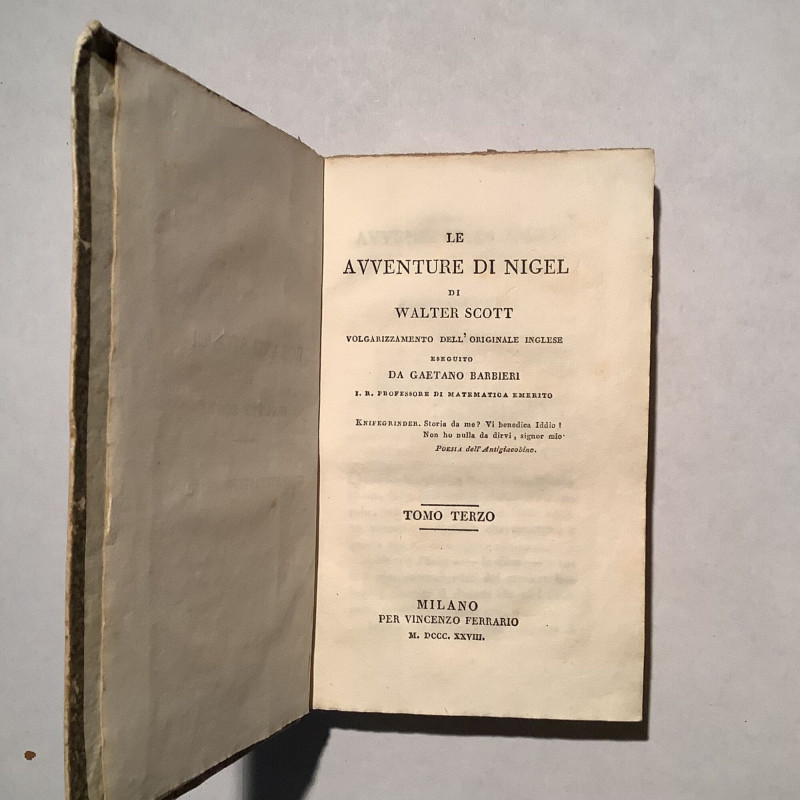 LE
AVVENTURE DI NIGEL
DI
WALTER SCOTT
VOLGARIZZAMENTO DELL' ORIGINALE INGLESE
ESEGUITO
DA GAETANO BARBIERI
I. R. PROFESSORE DI MATEMATICA EMERITO
KNIFEGRINDER. Storia da me? Vi benedica Iddio!
Non ho nulla da dirvi, signor mio.
POESIA dell'Antigiacobino.
TOMO TERZO
MILANO
PER VINCENZO FERRARIO
M. DCCC. XXVIII.